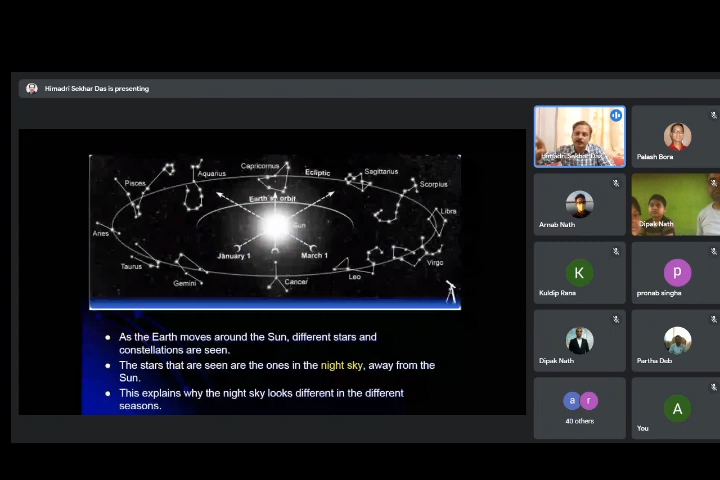 Himadri Sekhar Das is presenting
Capricornus
Ecliptic
Sagittarius
Aquarius
Pisces
Scorpius
Earth's orbit
Libra
Sun
Aries
January 1
March 1
Virgo
Taurus
Gemini
Cancer
Leo
● As the Earth moves around the Sun, different stars and
constellations are seen.
● The stars that are seen are the ones in the night sky, away from the
Sun.
● This explains why the night sky looks different in the different
seasons.
Himadri Sekhar Das
Palash Bora
Arnab Nath
Dipak Nath
K
Kuldip Rana
p
pronab singha
Dipak Nath
Partha Deb
a
r
40 others
A
You